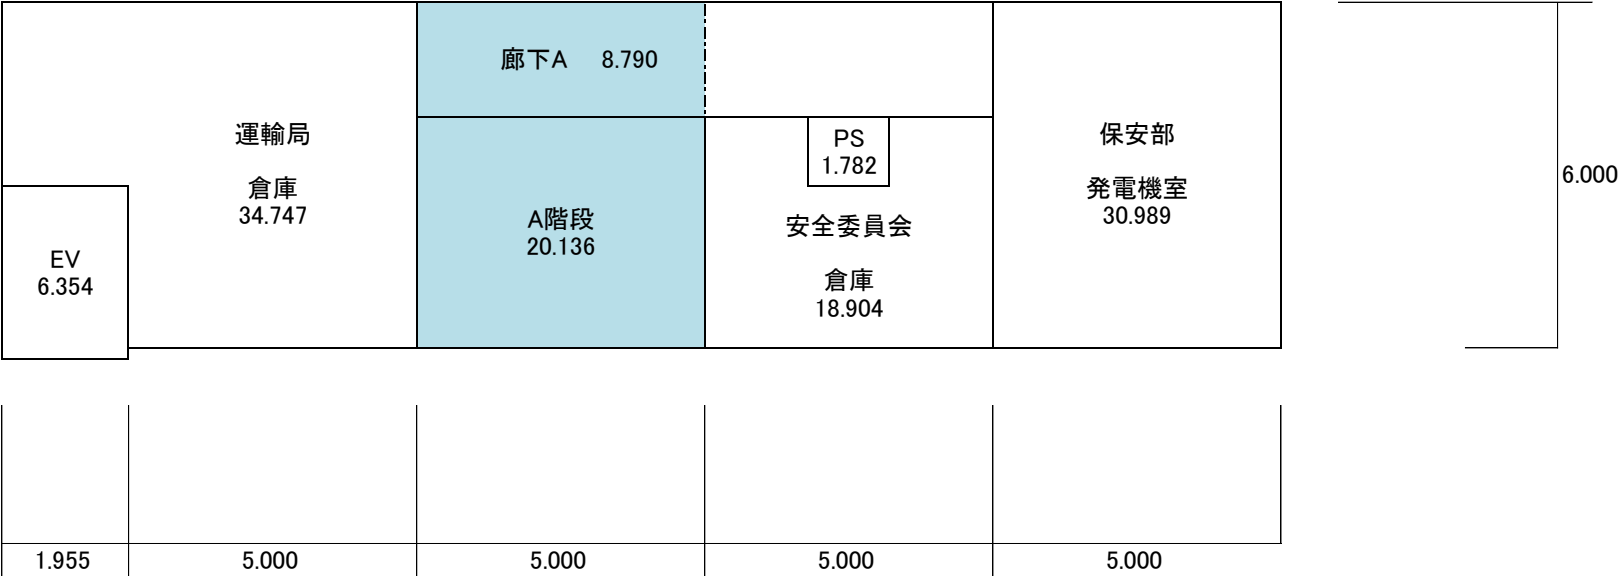 廊下A 8.790
運輸局
倉庫
34.747
EV
6.354
A階段
20.136
PS
1.782
安全委員会
倉庫
18.904
保安部
発電機室
30.989
6.000
1.955
5.000
5.000
5.000
5.000